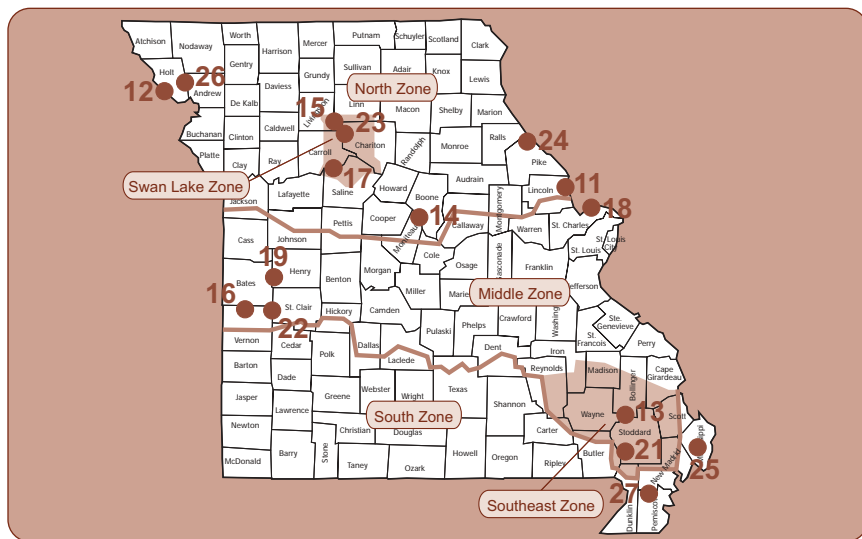 Atchison
Nodaway
Worth
Harrison
Mercer
Putnam
Schuyler
Scotland
Clark
Gentry
Sullivan
Adair
Knox
Holt
Grundy
Lewis
12
26
Andrew
Daviess
North Zone
De Kalb
15
Livingston
Linn
Macon
Shelby
Marion
23
Buchanan
Clinton
Caldwell
Chariton
Randolph
Monroe
Ralls
24
Platte
Clay
Ray
Carroll
Pike
17
Audrain
Swan Lake Zone
Lafayette
Saline
Howard
Boone
Montgomery
Lincoln
11
Jackson
14
18
Pettis
Cooper
Callaway
Warren
St. Charles
Cass
Johnson
Moniteau
St. Louis
City
Cole
Gasconade
St. Louis
19
Henry
Morgan
Osage
Franklin
Bates
Benton
Miller
16
Middle Zone
St. Clair
Camden
22
Hickory
Crawford
Ste.
Genevieve
Vernon
Pulaski
Phelps
St.
Francois
Cedar
Dallas
Dent
Perry
Polk
Laclede
Iron
Barton
Reynolds
Madison
Cape
Girardeau
Dade
Webster
Texas
Bollinger
Jasper
Greene
Wright
Lawrence
South Zone
Shannon
Wayne
13
Scott
Newton
Christian
Douglas
Carter
Stoddard
McDonald
Barry
Stone
Taney
Ozark
Howell
Oregon
Ripley
Butler
21
New Madrid
25
27
Southeast Zone
Dunklin
Pemiscot